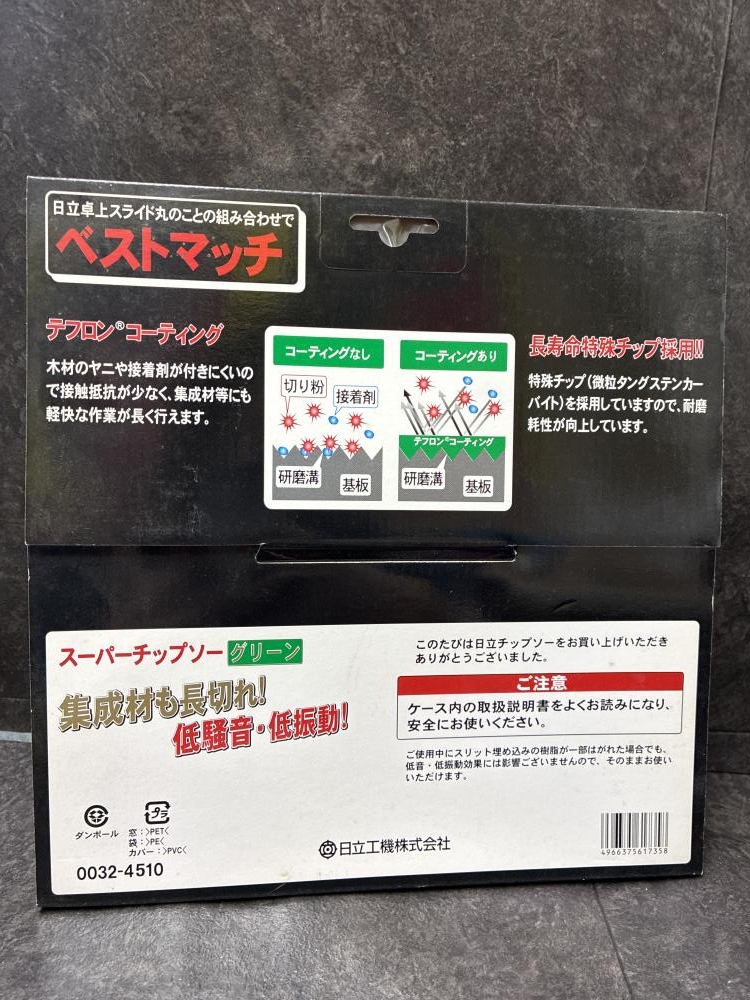 日立卓上スライド丸のことの組み合わせで
ベストマッチ
テフロン®コーティング
木材のヤニや接着剤が付きにくいの
で接触抵抗が少なく、集成材等にも
軽快な作業が長く行えます。
コーティングなし
切り粉
接着剤
研磨溝
基板
コーティングあり
テフロン®コーティング
研磨溝
基板
長寿命特殊チップ採用!!
特殊チップ(微粒タングステンカー
バイト)を採用していますので、耐磨
耗性が向上しています。
スーパーチップソー グリーン
集成材も長切れ!
低騒音・低振動!
このたびは日立チップソーをお買い上げいただき
ありがとうございました。
ご注意
ケース内の取扱説明書をよくお読みになり、
安全にお使いください。
ご使用中にスリット埋め込みの樹脂が一部はがれた場合でも、
低音・低振動効果には影響ございませんので、そのままお使い
いただけます。
ダンボール
プラ
窓:>PET<
袋:>PE<
カバー:>PVC<
0032-4510
日立工機株式会社
4966375617358